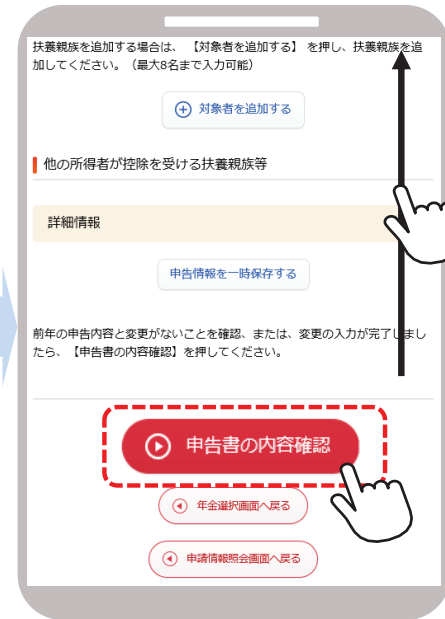 扶養親族を追加する場合は、【対象者を追加する】を押し、扶養親族を追
加してください。（最大8名まで入力可能）
対象者を追加する
他の所得者が控除を受ける扶養親族等
詳細情報
申告情報を一時保存する
前年の申告内容と変更がないことを確認、または、変更の入力が完了しまし
たら、【申告書の内容確認】を押してください。
申告書の内容確認
年金選択画面へ戻る
申請情報照会画面へ戻る